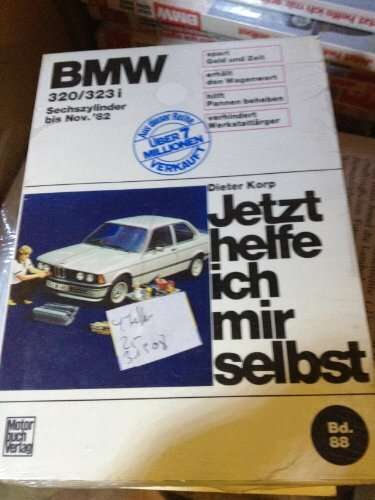 BMW
320/323 i
Sechszylinder
bis Nov. '82
spart
Geld und Zeit
erhält
den Wagenwert
hilft
Pannen beheben
verhindert
Werkstattärger
Aus dieser Reihe
ÜBER 7
MILLIONEN
VERKAUFT
Dieter Korp
Jetzt
helfe
ich
mir
selbst
Motor
buch
Verlag
Bd.
88